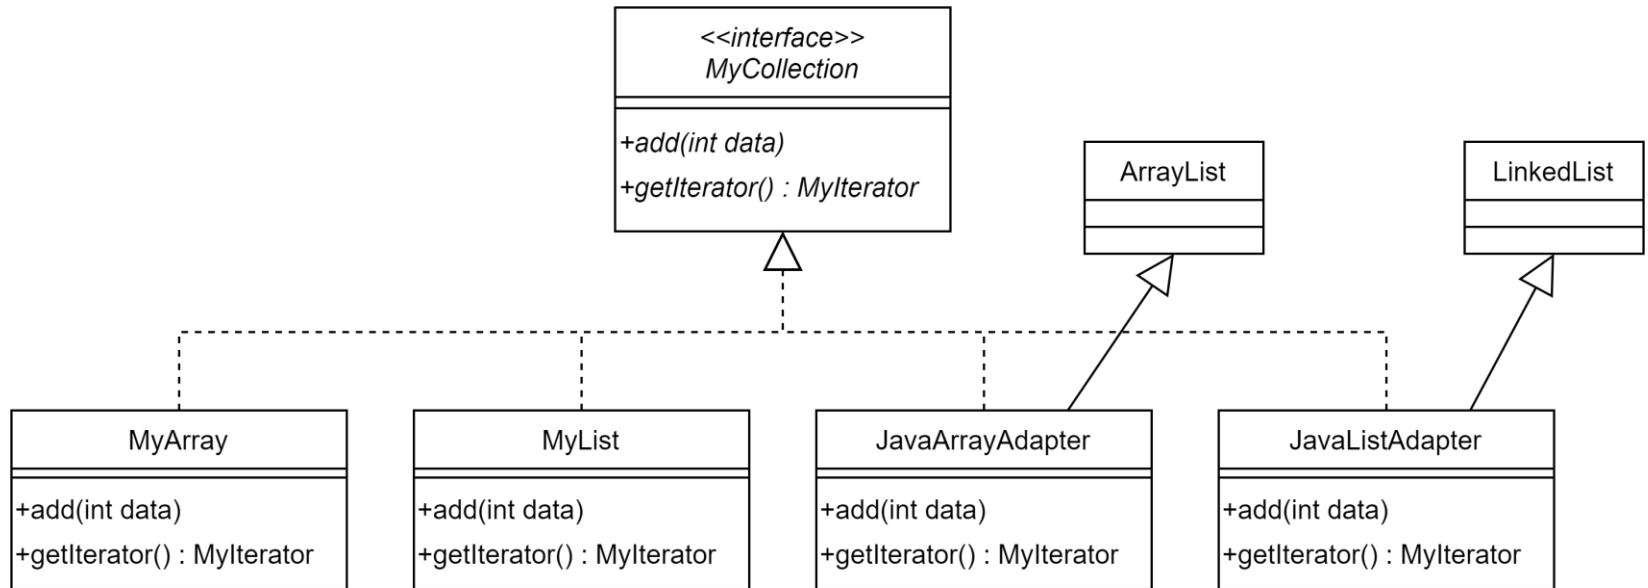 <<interface>>
MyCollection
+add(int data)
+getIterator() : MyIterator
ArrayList
LinkedList
MyArray
+add(int data)
+getIterator() : MyIterator
MyList
+add(int data)
+getIterator() : MyIterator
JavaArrayAdapter
+add(int data)
+getIterator() : MyIterator
JavaListAdapter
+add(int data)
+getIterator() : MyIterator